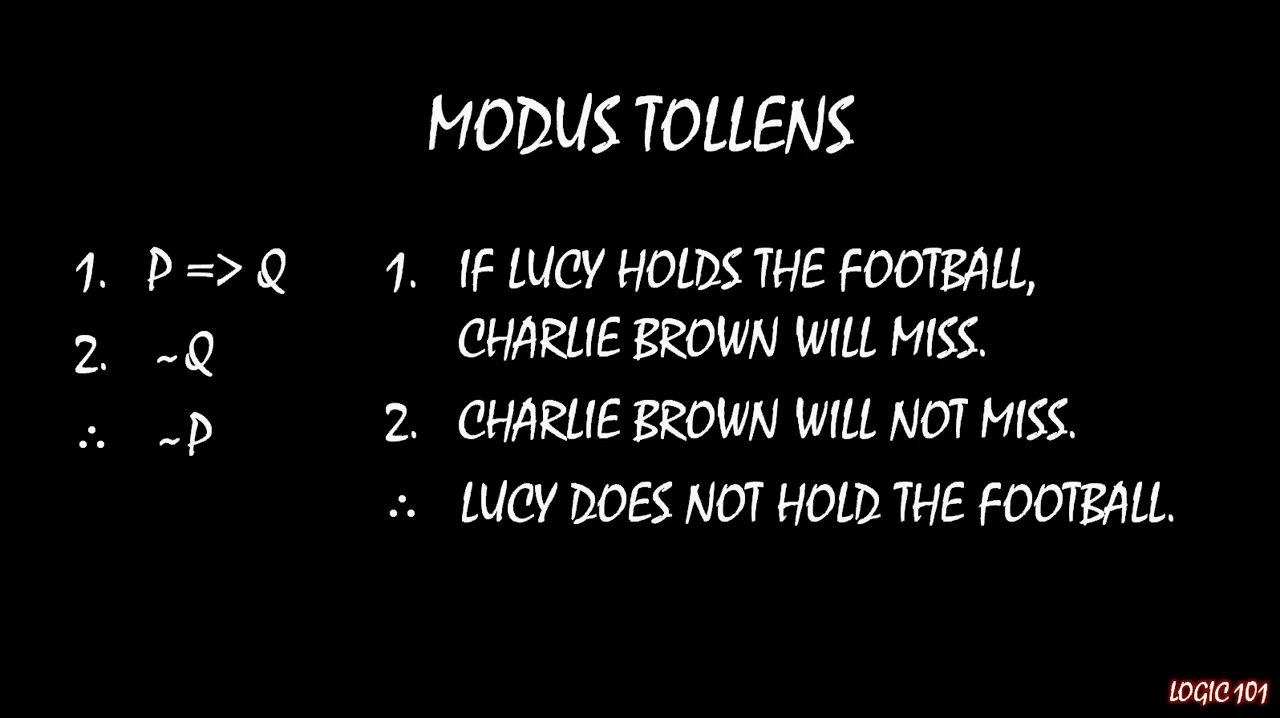 MODUS TOLLENS
1. P => Q
2. ~Q
∴ ~P
1. IF LUCY HOLDS THE FOOTBALL,
CHARLIE BROWN WILL MISS.
2. CHARLIE BROWN WILL NOT MISS.
∴ LUCY DOES NOT HOLD THE FOOTBALL.
LOGIC 101